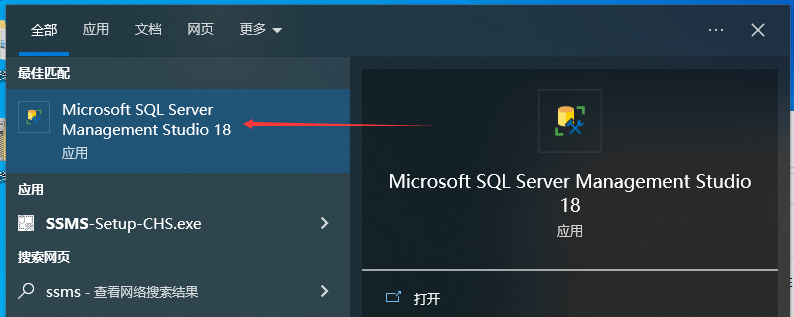 全部 应用 文档 网页 更多
最佳匹配
Microsoft SQL Server
Management Studio 18
应用
应用
SSMS-Setup-CHS.exe
搜索网页
ssms - 查看网络搜索结果
Microsoft SQL Server Management Studio
18
应用
打开